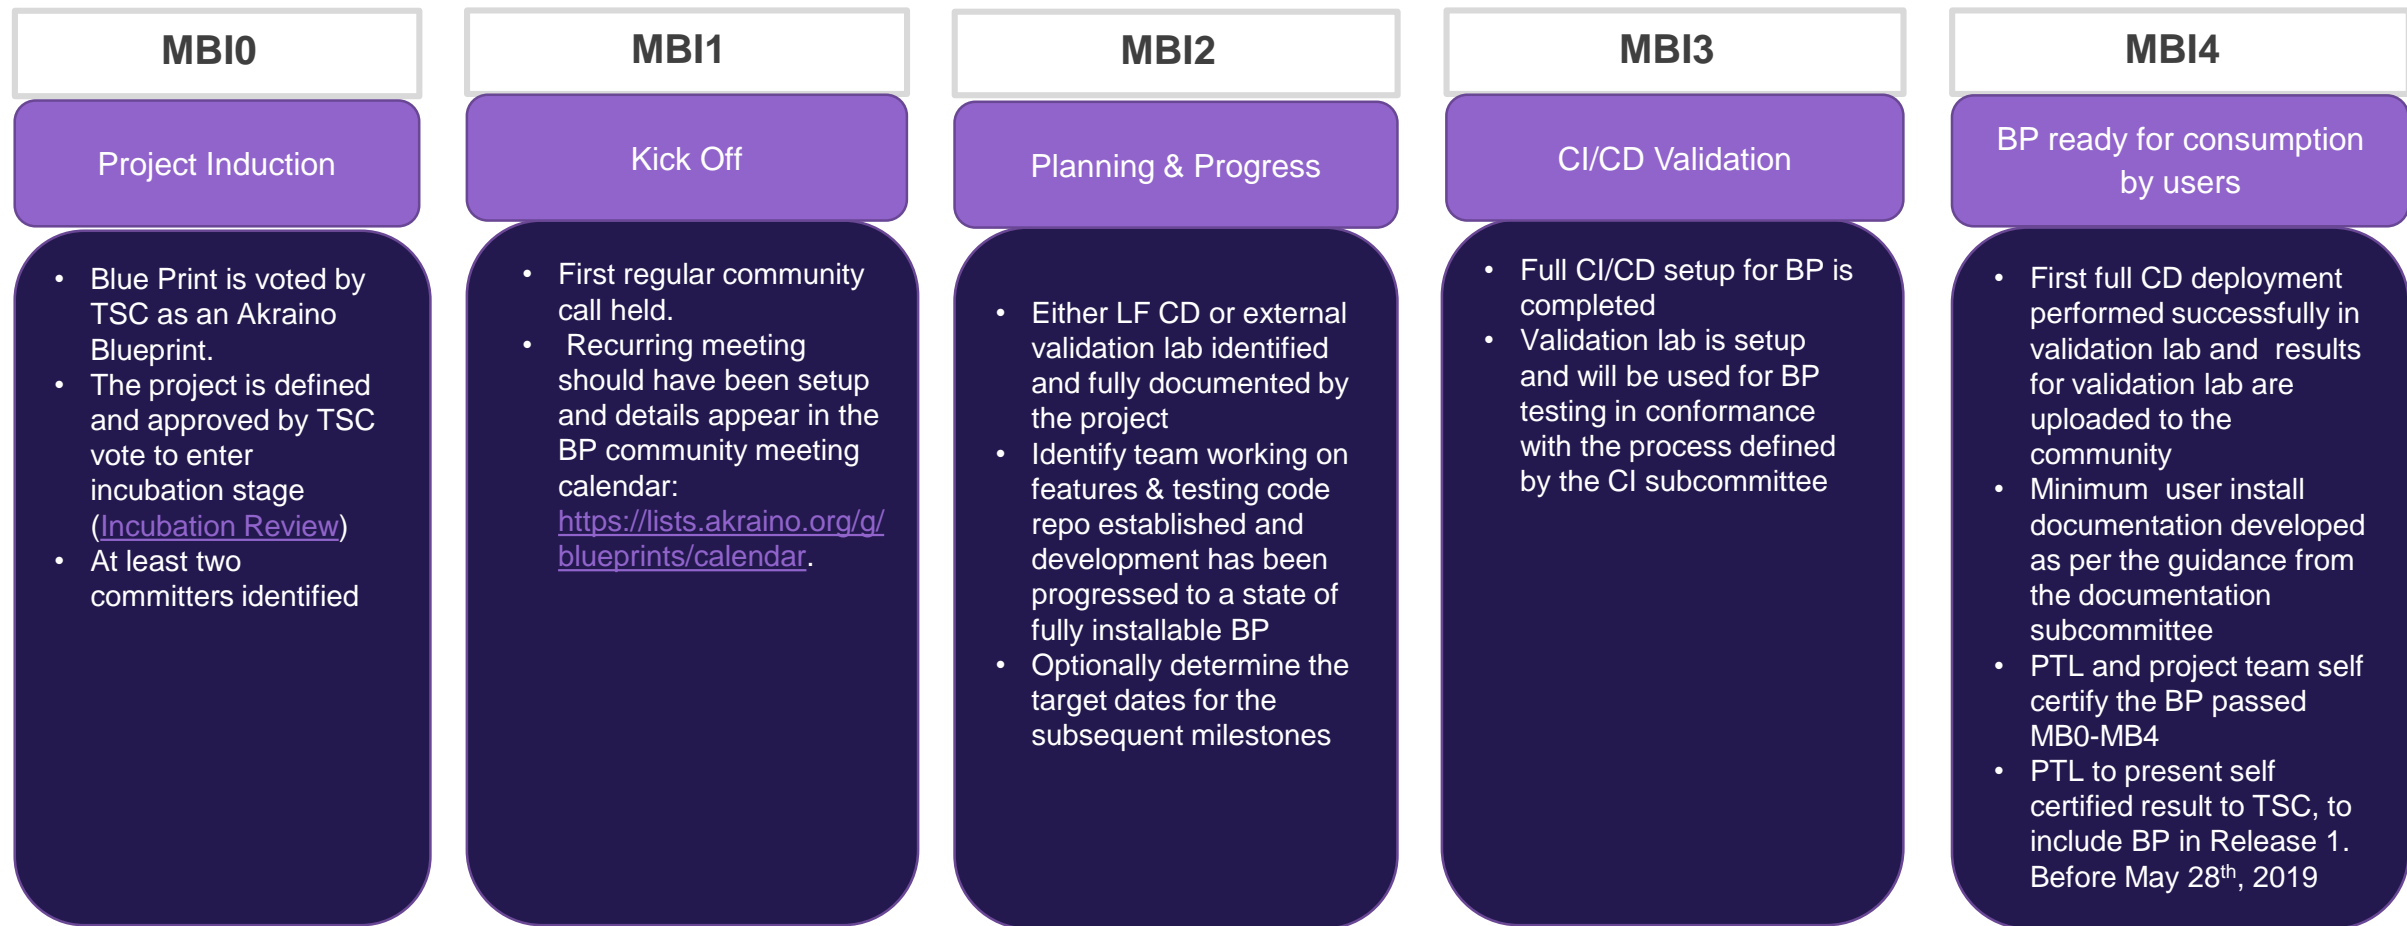 MBI0
Project Induction
• Blue Print is voted by
TSC as an Akraino
Blueprint.
• The project is defined
and approved by TSC
vote to enter
incubation stage
(Incubation Review)
• At least two
committers identified
MBI1
Kick Off
• First regular community
call held.
• Recurring meeting
should have been setup
and details appear in the
BP community meeting
calendar:
https://lists.akraino.org/g/
blueprints/calendar.
MBI2
Planning & Progress
• Either LF CD or external
validation lab identified
and fully documented by
the project
• Identify team working on
features & testing code
repo established and
development has been
progressed to a state of
fully installable BP
• Optionally determine the
target dates for the
subsequent milestones
MBI3
CI/CD Validation
• Full CI/CD setup for BP is
completed
• Validation lab is setup
and will be used for BP
testing in conformance
with the process defined
by the CI subcommittee
MBI4
BP ready for consumption
by users
• First full CD deployment
performed successfully in
validation lab and results
for validation lab are
uploaded to the
community
• Minimum user install
documentation developed
as per the guidance from
the documentation
subcommittee
• PTL and project team self
certify the BP passed
MB0-MB4
• PTL to present self
certified result to TSC, to
include BP in Release 1.
Before May 28th, 2019